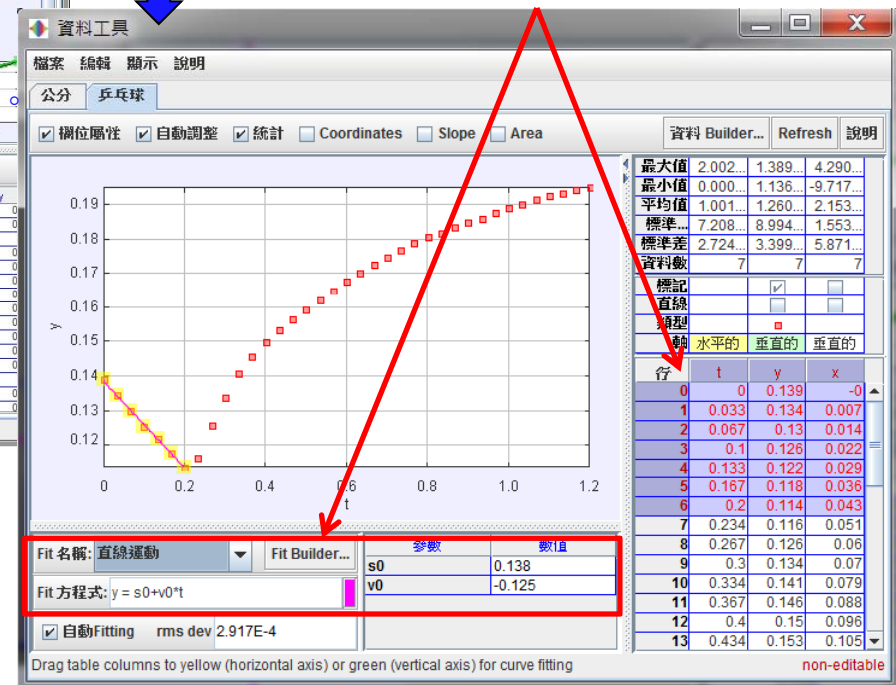 資料工具
檔案 編輯 顯示 說明
公分 乒乓球
欄位屬性 自動調整 統計 Coordinates Slope Area 資料 Builder... Refresh 說明
最大值 2.002... 1.389... 4.290...
最小值 0.000... 1.136... -9.717...
平均值 1.001... 1.260... 2.153...
標準... 7.208... 8.994... 1.553...
標準差 2.724... 3.399... 5.871...
資料數 7 7 7
標記
直線
類型
軸 水平的 垂直的 垂直的
行 t y x
0 0 0.139 -0
1 0.033 0.134 0.007
2 0.067 0.13 0.014
3 0.1 0.126 0.022
4 0.133 0.122 0.029
5 0.167 0.118 0.036
6 0.2 0.114 0.043
7 0.234 0.116 0.051
8 0.267 0.126 0.06
9 0.3 0.134 0.07
10 0.334 0.141 0.079
11 0.367 0.146 0.088
12 0.4 0.15 0.096
13 0.434 0.153 0.105
0.19
0.18
0.17
0.16
y
0.15
0.14
0.13
0.12
0 0.2 0.4 0.6 0.8 1.0 1.2
t
Fit 名稱: 直線運動 Fit Builder...
Fit 方程式: y = s0+v0*t
自動Fitting rms dev 2.917E-4
參數 數值
s0 0.138
v0 -0.125
Drag table columns to yellow (horizontal axis) or green (vertical axis) for curve fitting non-editable